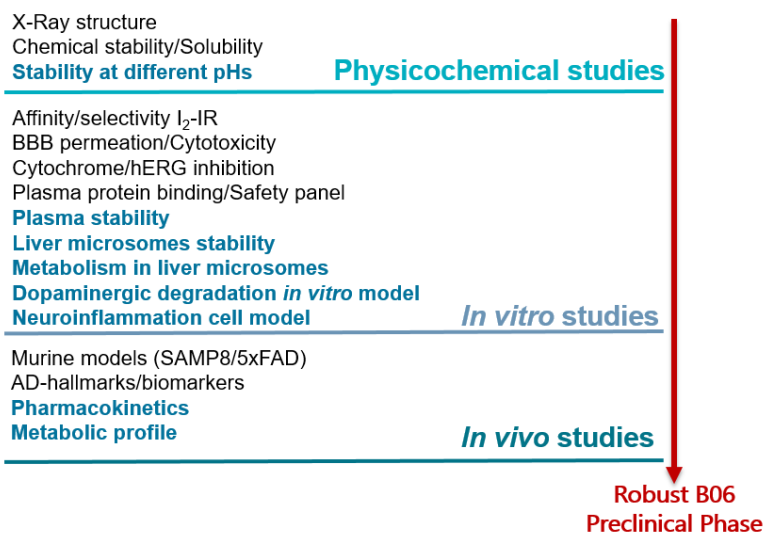 X-Ray structure
Chemical stability/Solubility
Stability at different pHs
Physicochemical studies
Affinity/selectivity I2-IR
BBB permeation/Cytotoxicity
Cytochrome/hERG inhibition
Plasma protein binding/Safety panel
Plasma stability
Liver microsomes stability
Metabolism in liver microsomes
Dopaminergic degradation in vitro model
Neuroinflammation cell model
In vitro studies
Murine models (SAMP8/5xFAD)
AD-hallmarks/biomarkers
Pharmacokinetics
Metabolic profile
In vivo studies
Robust B06
Preclinical Phase